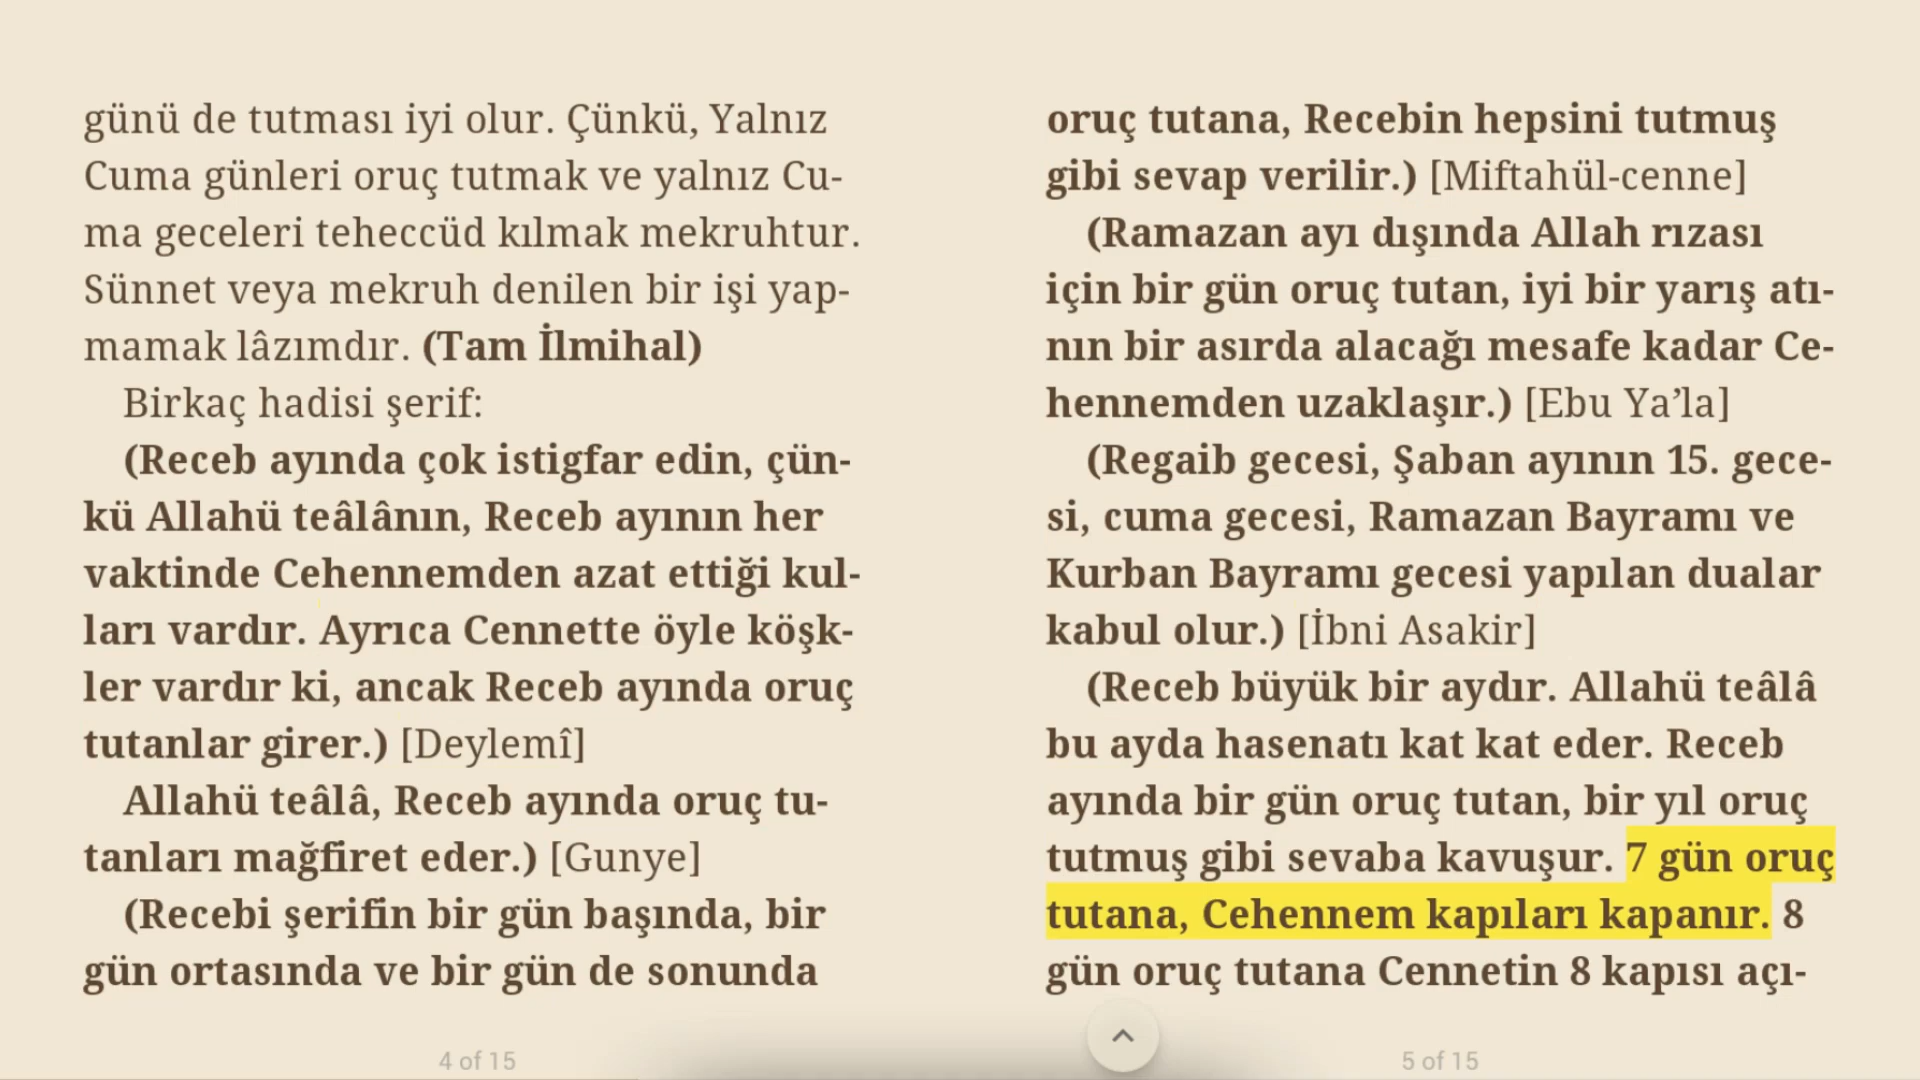 günü de tutması iyi olur. Çünkü, Yalnız
Cuma günleri oruç tutmak ve yalnız Cu-
ma geceleri teheccüd kılmak mekruhtur.
Sünnet veya mekruh denilen bir işi yap-
mamak lâzımdır. (Tam İlmihal)
Birkaç hadisi şerif:
(Receb ayında çok istigfar edin, çün-
kü Allahü teâlânın, Receb ayının her
vaktinde Cehennemden azat ettiği kul-
ları vardır. Ayrıca Cennette öyle köşk-
ler vardır ki, ancak Receb ayında oruç
tutanlar girer.) [Deylemî]
Allahü teâlâ, Receb ayında oruç tu-
tanları mağfiret eder.) [Gunye]
(Recebi şerifin bir gün başında, bir
gün ortasında ve bir gün de sonunda
4 of 15
oruç tutana, Recebin hepsini tutmuş
gibi sevap verilir.) [Miftahül-cenne]
(Ramazan ayı dışında Allah rızası
için bir gün oruç tutan, iyi bir yarış atı-
nın bir asırda alacağı mesafe kadar Ce-
hennemden uzaklaşır.) [Ebu Ya’la]
(Regaib gecesi, Şaban ayının 15. gece-
si, cuma gecesi, Ramazan Bayramı ve
Kurban Bayramı gecesi yapılan dualar
kabul olur.) [İbni Asakir]
(Receb büyük bir aydır. Allahü teâlâ
bu ayda hasenatı kat kat eder. Receb
ayında bir gün oruç tutan, bir yıl oruç
tutmuş gibi sevaba kavuşur. 7 gün oruç
tutana, Cehennem kapıları kapanır. 8
gün oruç tutana Cennetin 8 kapısı açı-
5 of 15